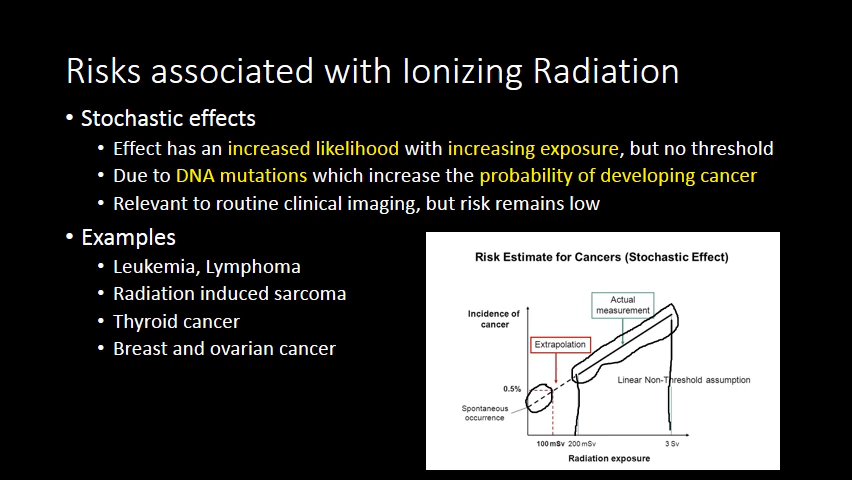 Risks associated with Ionizing Radiation
• Stochastic effects
• Effect has an increased likelihood with increasing exposure, but no threshold
• Due to DNA mutations which increase the probability of developing cancer
• Relevant to routine clinical imaging, but risk remains low
• Examples
• Leukemia, Lymphoma
• Radiation induced sarcoma
• Thyroid cancer
• Breast and ovarian cancer
Risk Estimate for Cancers (Stochastic Effect)
Actual
measurement
Incidence of
cancer
Extrapolation
Linear Non-Threshold assumption
0.5%
Spontaneous
occurrence
100 mSv 200 mSv 3 Sv
Radiation exposure